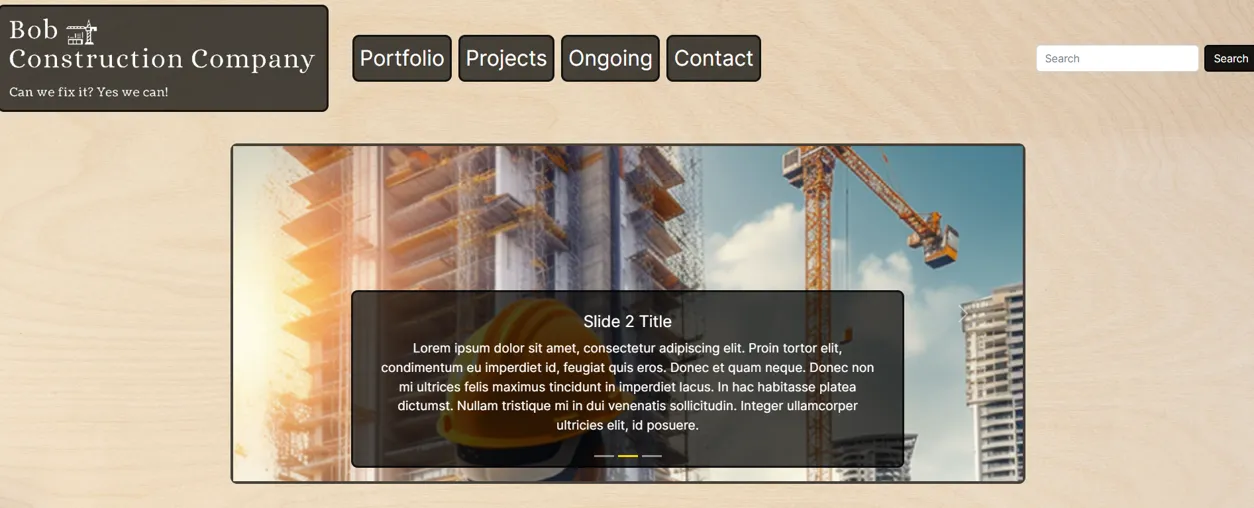 Bob
Construction Company
Can we fix it? Yes we can!
Portfolio
Projects
Ongoing
Contact
Search
Search
Slide 2 Title
Lorem ipsum dolor sit amet, consectetur adipiscing elit. Proin tortor elit,
condimentum eu imperdiet id, feugiat quis eros. Donec et quam neque. Donec non
mi ultrices felis maximus tincidunt in imperdiet lacus. In hac habitasse platea
dictumst. Nullam tristique mi in dui venenatis sollicitudin. Integer ullamcorper
ultricies elit, id posuere.